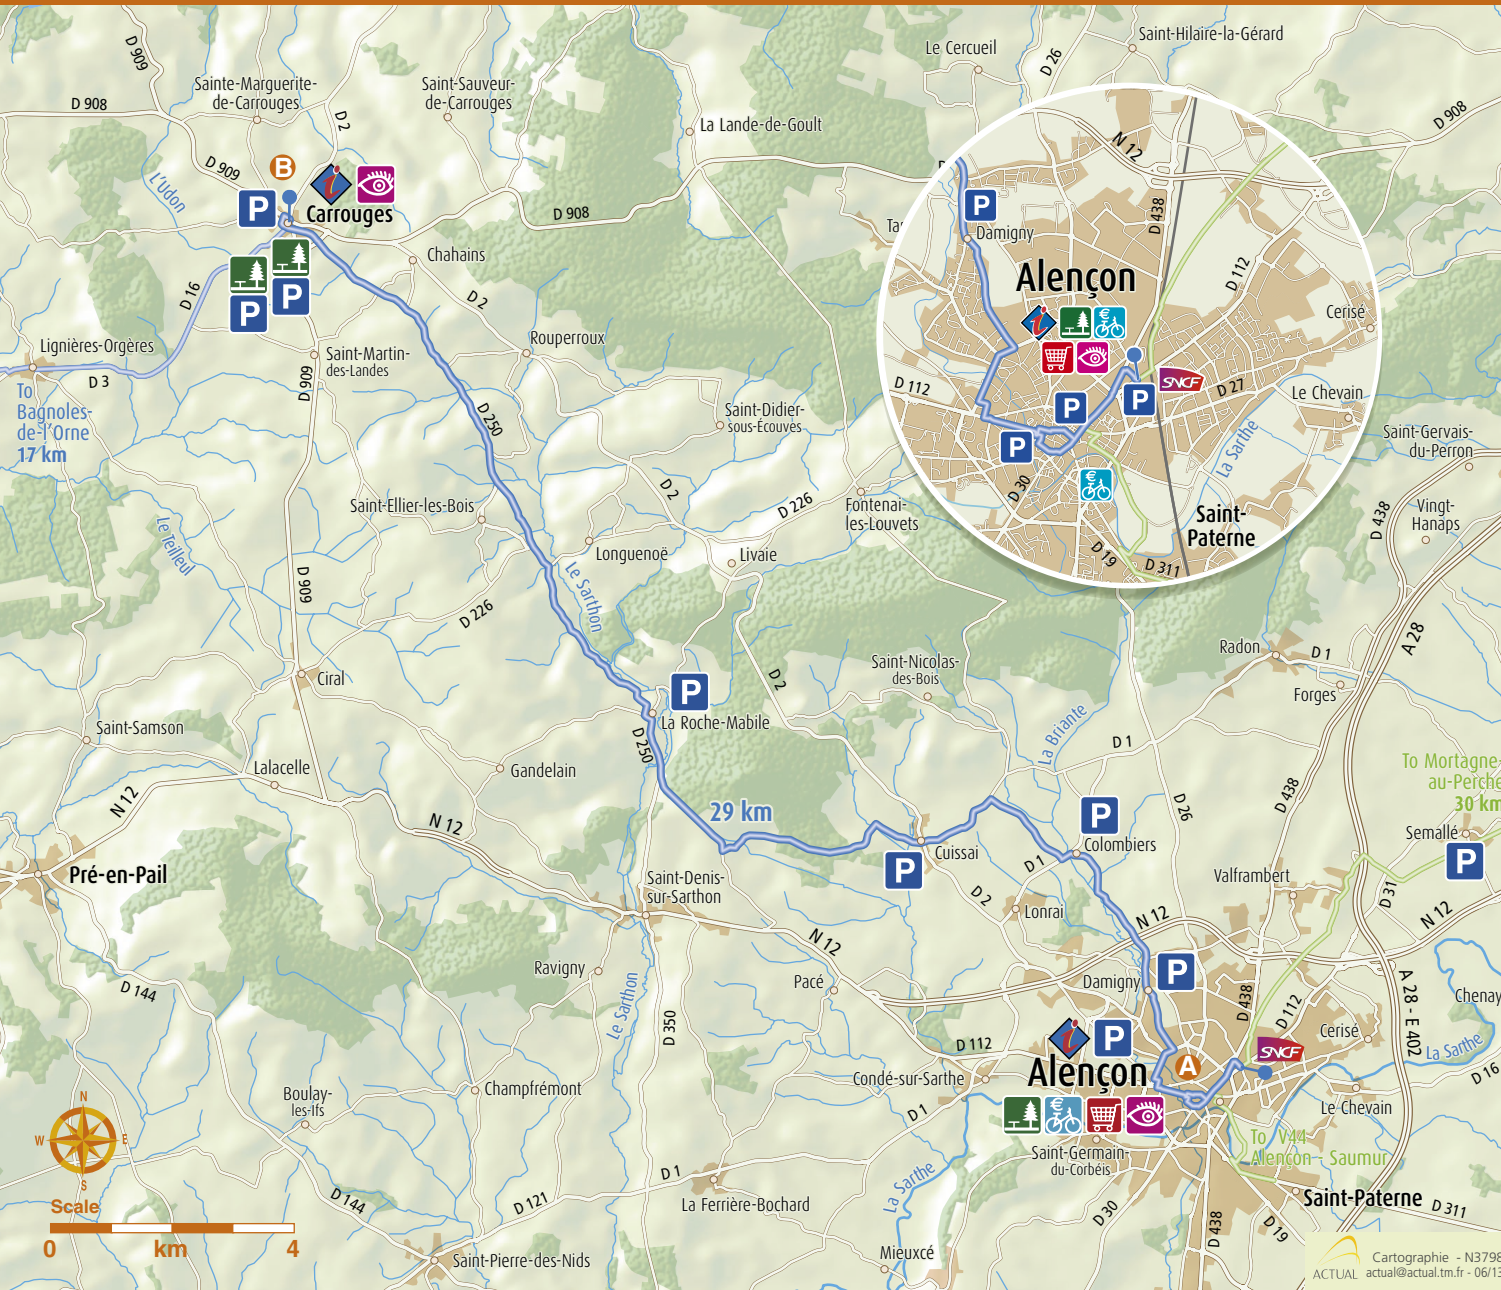 D 909
Saint-Hilaire-la-Gérard
Le Cercueil
D 26
Sainte-Marguerite-
de-Carrouges
Saint-Sauveur-
de-Carrouges
D 908
D 2
La Lande-de-Goult
D 908
D 909
B
L'Udon
P
i
Carrouges
D 908
Chahains
P
P
D 16
D 2
Lignières-Orgères
D 3
Saint-Martin-
des-Landes
Rouperroux
D 909
To
Bagnoles-
de-l'Orne
17 km
D 250
Saint-Didier-
sous-Écouves
N 12
P
Damigny
D 438
Alençon
i
€
D 112
Cerisé
SNCF
D 112
D 27
Le Chevain
P
P
P
La Sarthe
€
D 30
Saint-
Paterne
D 19
D 311
Saint-Gervais-
du-Perron
D 438
Vingt-
Hanaps
Le Teilleul
Saint-Ellier-les-Bois
D 2
D 226
Fontenai-
les-Louvets
Longuenoë
Livaie
Le Sarthon
D 909
D 226
A 28
Radon
D 1
Forges
Saint-Nicolas-
des-Bois
D 2
Ciral
P
La Roche-Mabile
D 250
Saint-Samson
La Briante
D 1
Lalacelle
Gandelain
N 12
N 12
29 km
D 26
D 438
To Mortagne-
au-Perche
30 km
Semallé
P
P
Colombiers
Cuissai
P
D 1
D 2
Lonrai
Pré-en-Pail
Saint-Denis-
sur-Sarthon
Valframbert
D 31
N 12
N 12
N 12
Ravigny
Pacé
Damigny
P
D 144
Le Sarthon
D 350
D 438
D 112
A 28 - E 402
Chenay
Cerisé
La Sarthe
D 16
i
P
Alençon
A
SNCF
D 112
Condé-sur-Sarthe
€
D 1
Le Chevain
Boulay-
les-Ifs
Champfrémont
N
W
E
S
Saint-Germain-
du-Corbéis
To V44
Alençon - Saumur
D 1
La Sarthe
La Ferrière-Bochard
Saint-Paterne
D 311
D 144
D 121
D 30
D 438
D 19
Scale
0
km
4
Saint-Pierre-des-Nids
Mieuxcé
ACTUAL
Cartographie - N3798
actual@actual.tm.fr - 06/13